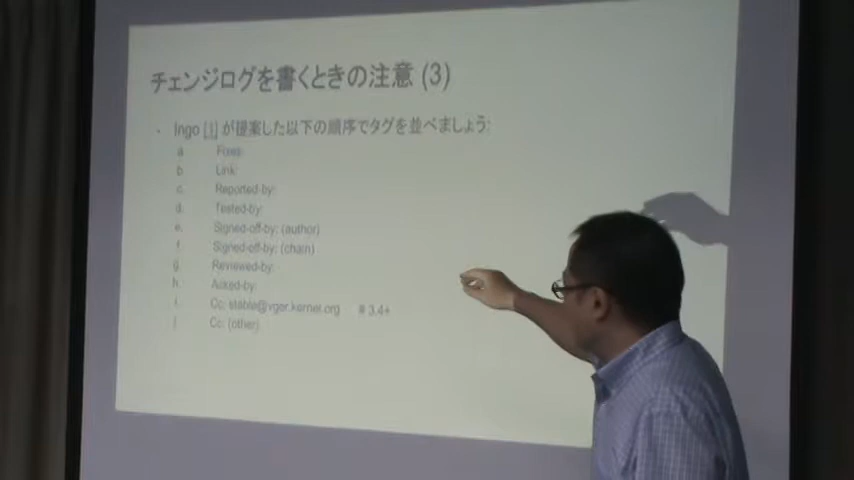 チェンジログを書くときの注意 (3)
• Ingo [1] が提案した以下の順序でタグを並べましょう:
a. Fixes:
b. Link:
c. Reported-by:
d. Tested-by:
e. Signed-off-by: (author)
f. Signed-off-by: (chain)
g. Reviewed-by:
h. Acked-by:
i. Cc: stable@vger.kernel.org # 3.4+
j. Cc: (other)